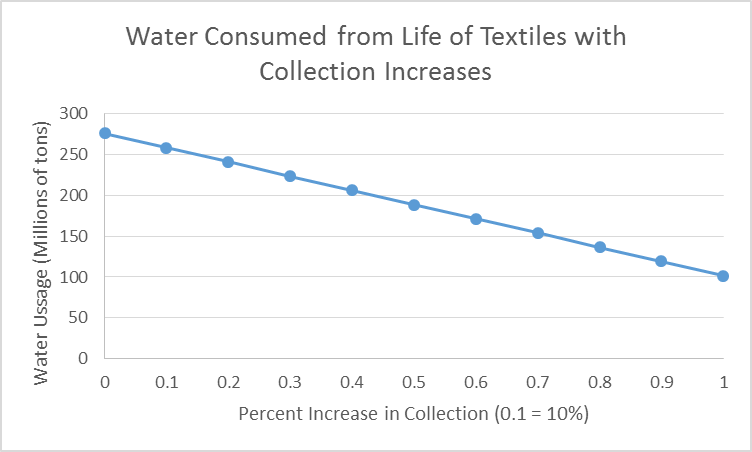 Water Consumed from Life of Textiles with
Collection Increases
Water Ussage (Millions of tons)
300
250
200
150
100
50
0
0 0.1 0.2 0.3 0.4 0.5 0.6 0.7 0.8 0.9 1
Percent Increase in Collection (0.1 = 10%)